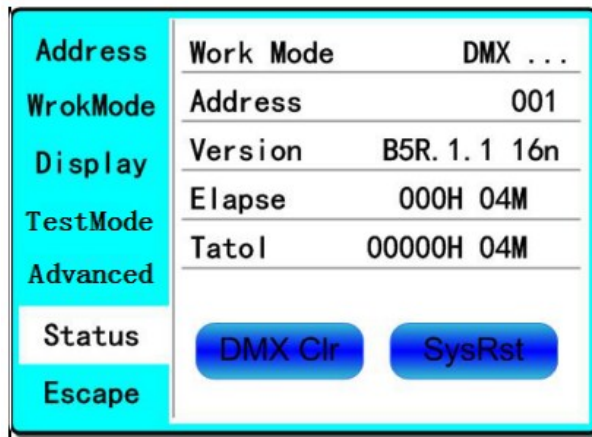 Address
WrokMode
Display
TestMode
Advanced
Status
Escape
Work Mode DMX ...
Address 001
Version B5R.1.1 16n
Elapse 000H 04M
Tatol 00000H 04M
DMX Clr SysRst